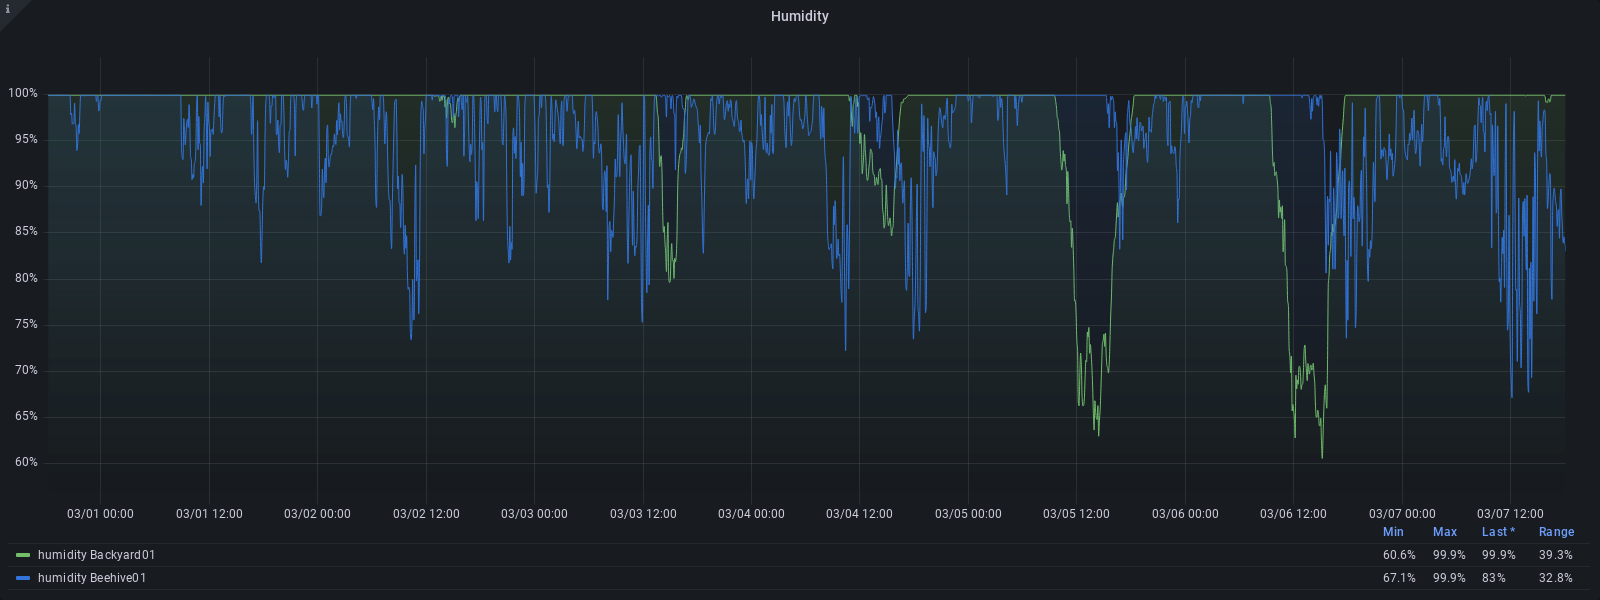 i
Humidity
100%
95%
90%
85%
80%
75%
70%
65%
60%
03/01 00:00 03/01 12:00 03/02 00:00 03/02 12:00 03/03 00:00 03/03 12:00 03/04 00:00 03/04 12:00 03/05 00:00 03/05 12:00 03/06 00:00 03/06 12:00 03/07 00:00 03/07 12:00
Min Max Last * Range
humidity Backyard01 60.6% 99.9% 99.9% 39.3%
humidity Beehive01 67.1% 99.9% 83% 32.8%